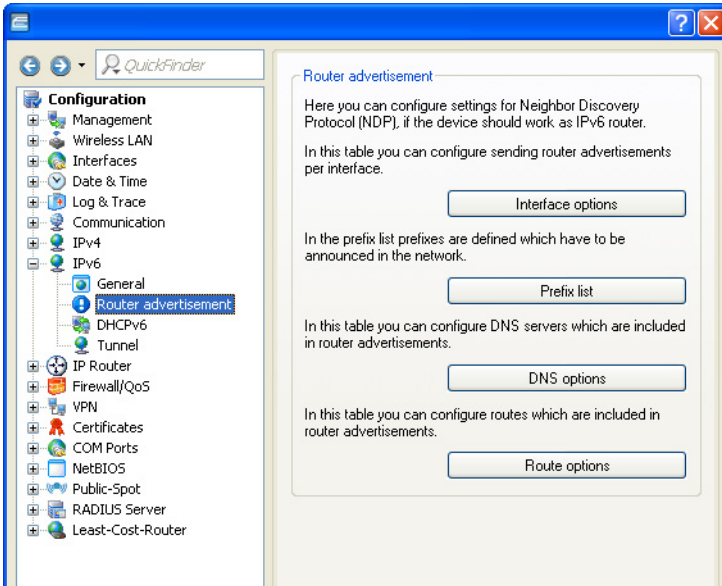 QuickFinder
Configuration
Management
Wireless LAN
Interfaces
Date & Time
Log & Trace
Communication
IPv4
IPv6
General
Router advertisement
DHCPv6
Tunnel
IP Router
Firewall/QoS
VPN
Certificates
COM Ports
NetBIOS
Public-Spot
RADIUS Server
Least-Cost-Router
Router advertisement
Here you can configure settings for Neighbor Discovery
Protocol (NDP), if the device should work as IPv6 router.
In this table you can configure sending router advertisements
per interface.
Interface options
In the prefix list prefixes are defined which have to be
announced in the network.
Prefix list
In this table you can configure DNS servers which are included
in router advertisements.
DNS options
In this table you can configure routes which are included in
router advertisements.
Route options